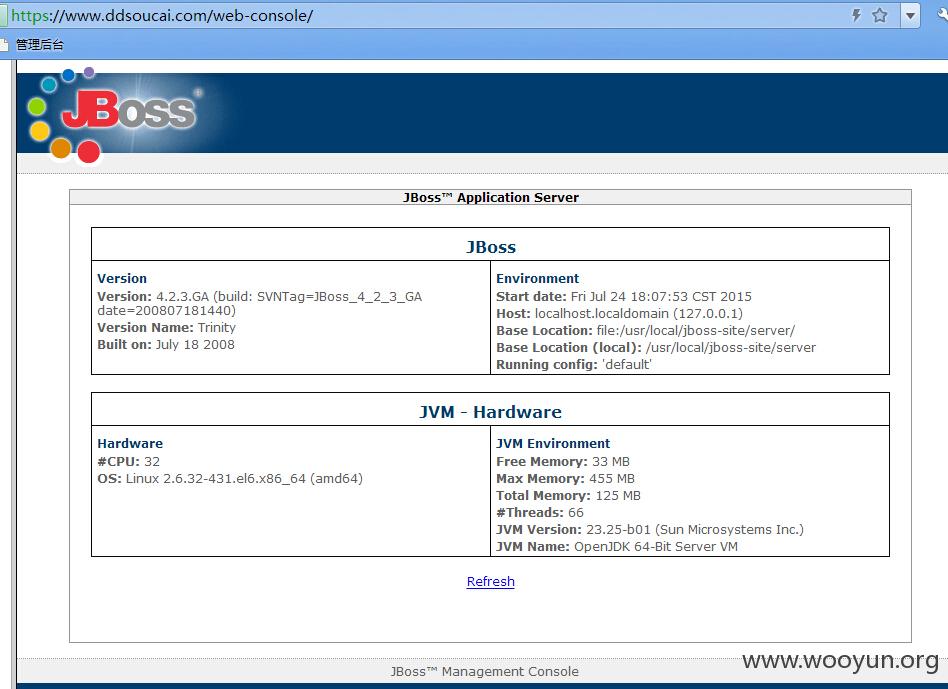 https://www.ddsoucai.com/web-console/
管理后台
JBoss®
JBoss™ Application Server
JBoss
Version
Version: 4.2.3.GA (build: SVNTag=JBoss_4_2_3_GA
date=200807181440)
Version Name: Trinity
Built on: July 18 2008
Environment
Start date: Fri Jul 24 18:07:53 CST 2015
Host: localhost.localdomain (127.0.0.1)
Base Location: file:/usr/local/jboss-site/server/
Base Location (local): /usr/local/jboss-site/server
Running config: 'default'
JVM - Hardware
Hardware
#CPU: 32
OS: Linux 2.6.32-431.el6.x86_64 (amd64)
JVM Environment
Free Memory: 33 MB
Max Memory: 455 MB
Total Memory: 125 MB
#Threads: 66
JVM Version: 23.25-b01 (Sun Microsystems Inc.)
JVM Name: OpenJDK 64-Bit Server VM
Refresh
JBoss™ Management Console
www.wooyun.org